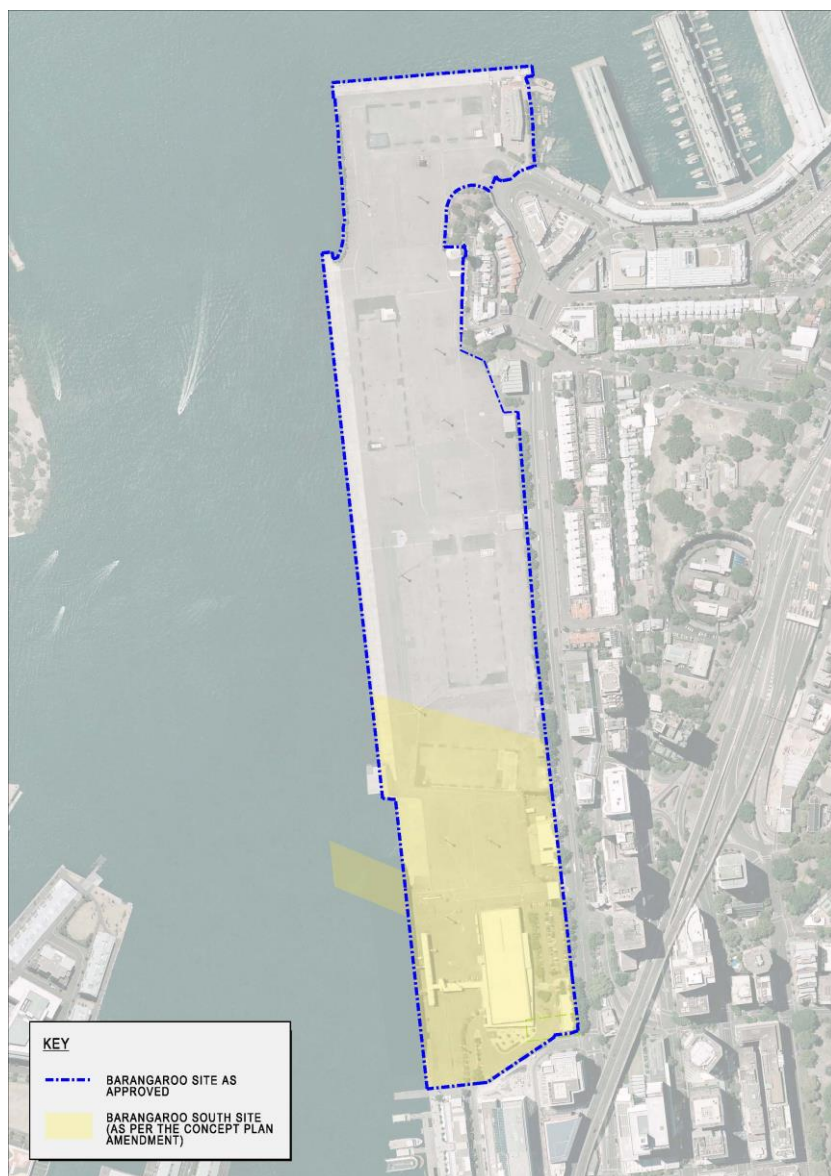 KEY
BARANGAROO SITE AS
APPROVED
BARANGAROO SOUTH SITE
(AS PER THE CONCEPT PLAN
AMENDMENT)